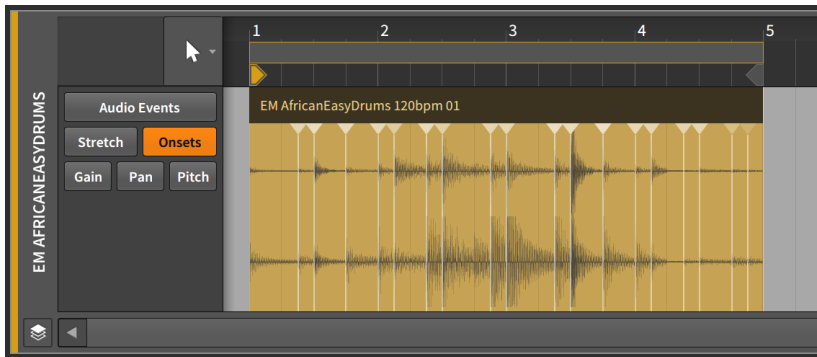 1 2 3 4 5
EM AFRICANEASYDRUMS
Audio Events
EM AfricanEasyDrums 120bpm 01
Stretch Onsets
Gain Pan Pitch